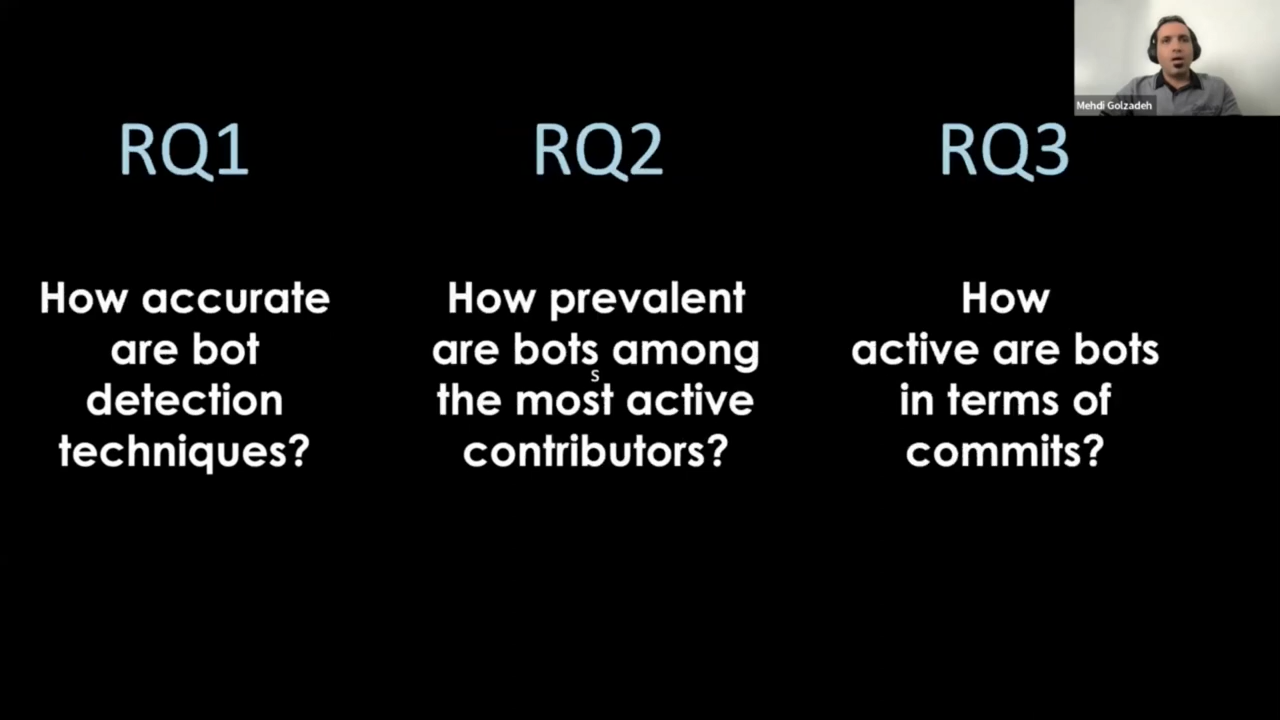 Mehdi Golzadeh
RQ1
How accurate
are bot
detection
techniques?
RQ2
How prevalent
are bots among
s
the most active
contributors?
RQ3
How
active are bots
in terms of
commits?